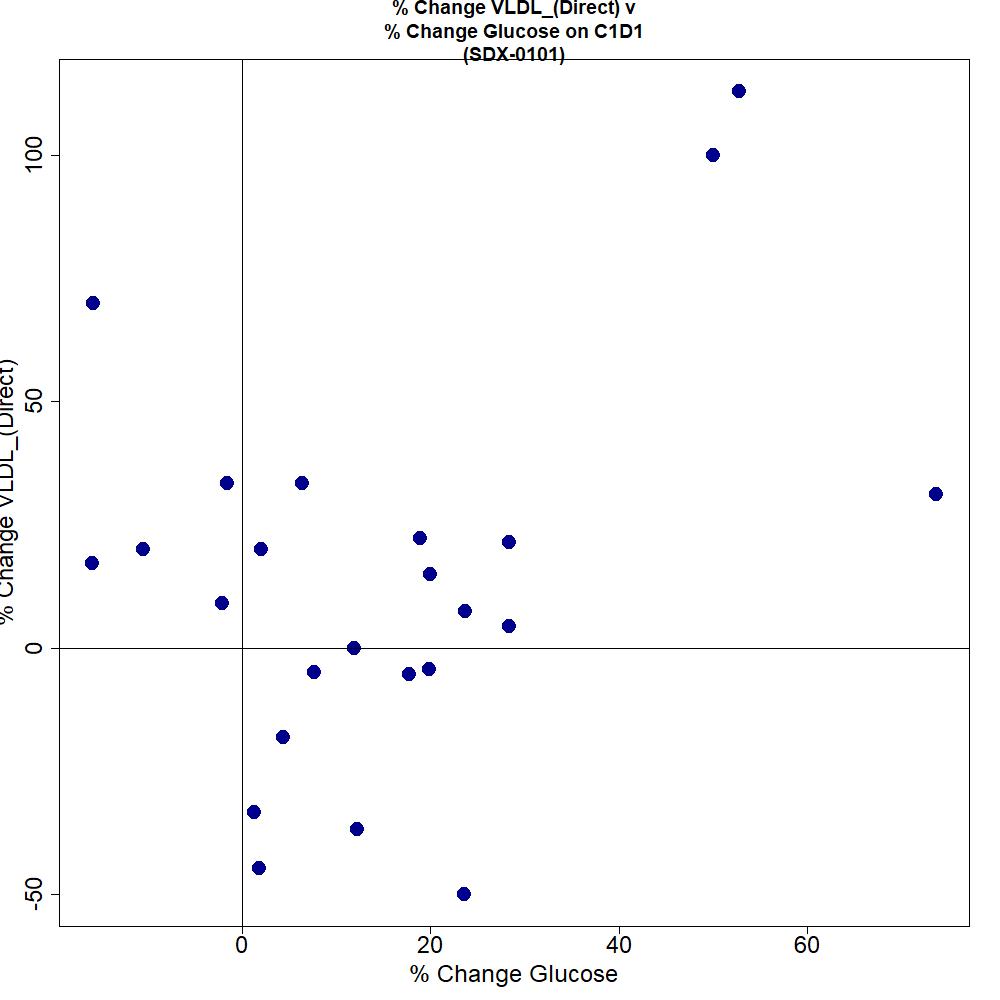 % Change VLDL_(Direct) v
% Change Glucose on C1D1
(SDX-0101)
% Change VLDL_(Direct)
100
50
0
-50
0
20
40
60
% Change Glucose